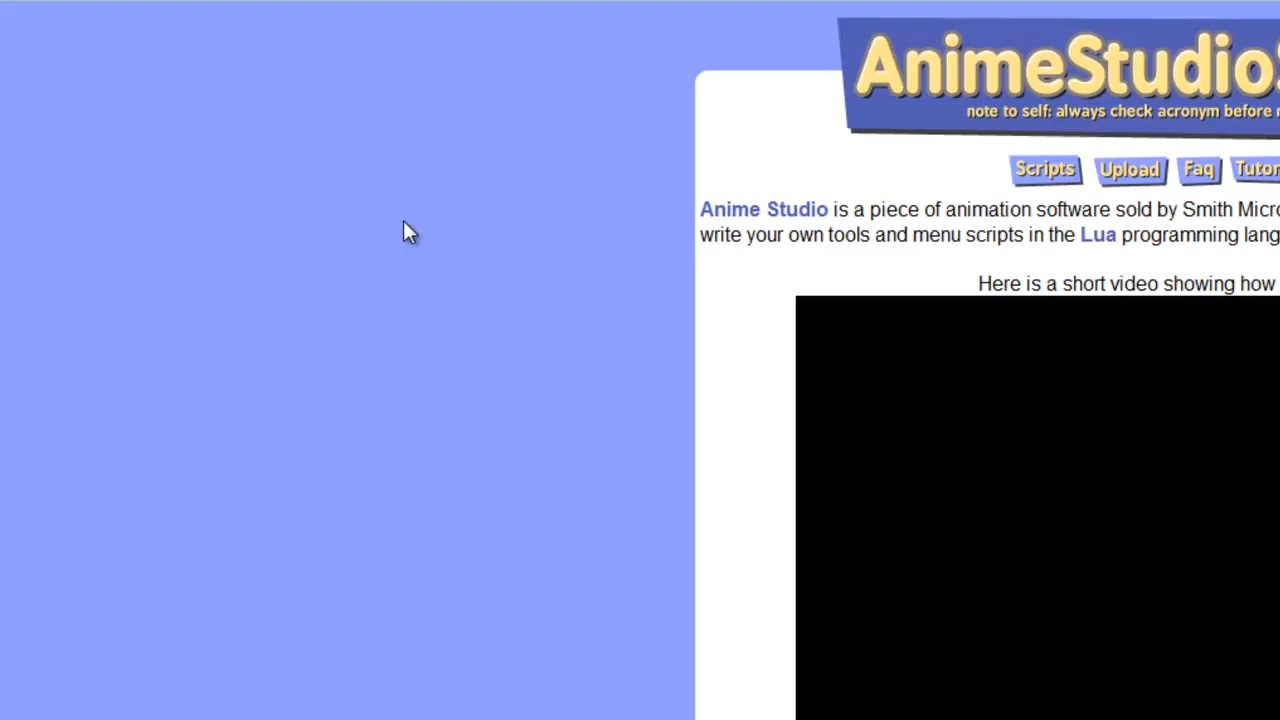 AnimeStudio
note to self: always check acronym before
Scripts Upload Faq
Anime Studio is a piece of animation software sold by Smith
write your own tools and menu scripts in the Lua programming
Here is a short video showing how